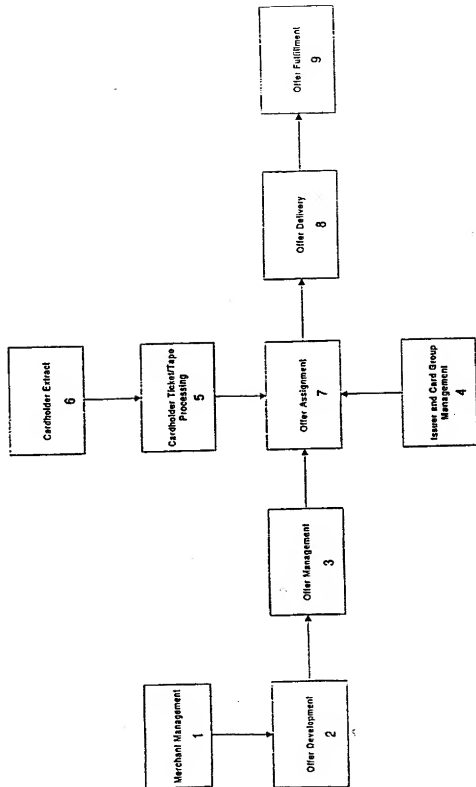 Merchant Management
1
Offer Development
2
Offer Management
3
Issuer and Card Group
Management
4
Cardholder Ticket/Tape
Processing
5
Cardholder Extract
6
Offer Assignment
7
Offer Delivery
8
Offer Fulfillment
9